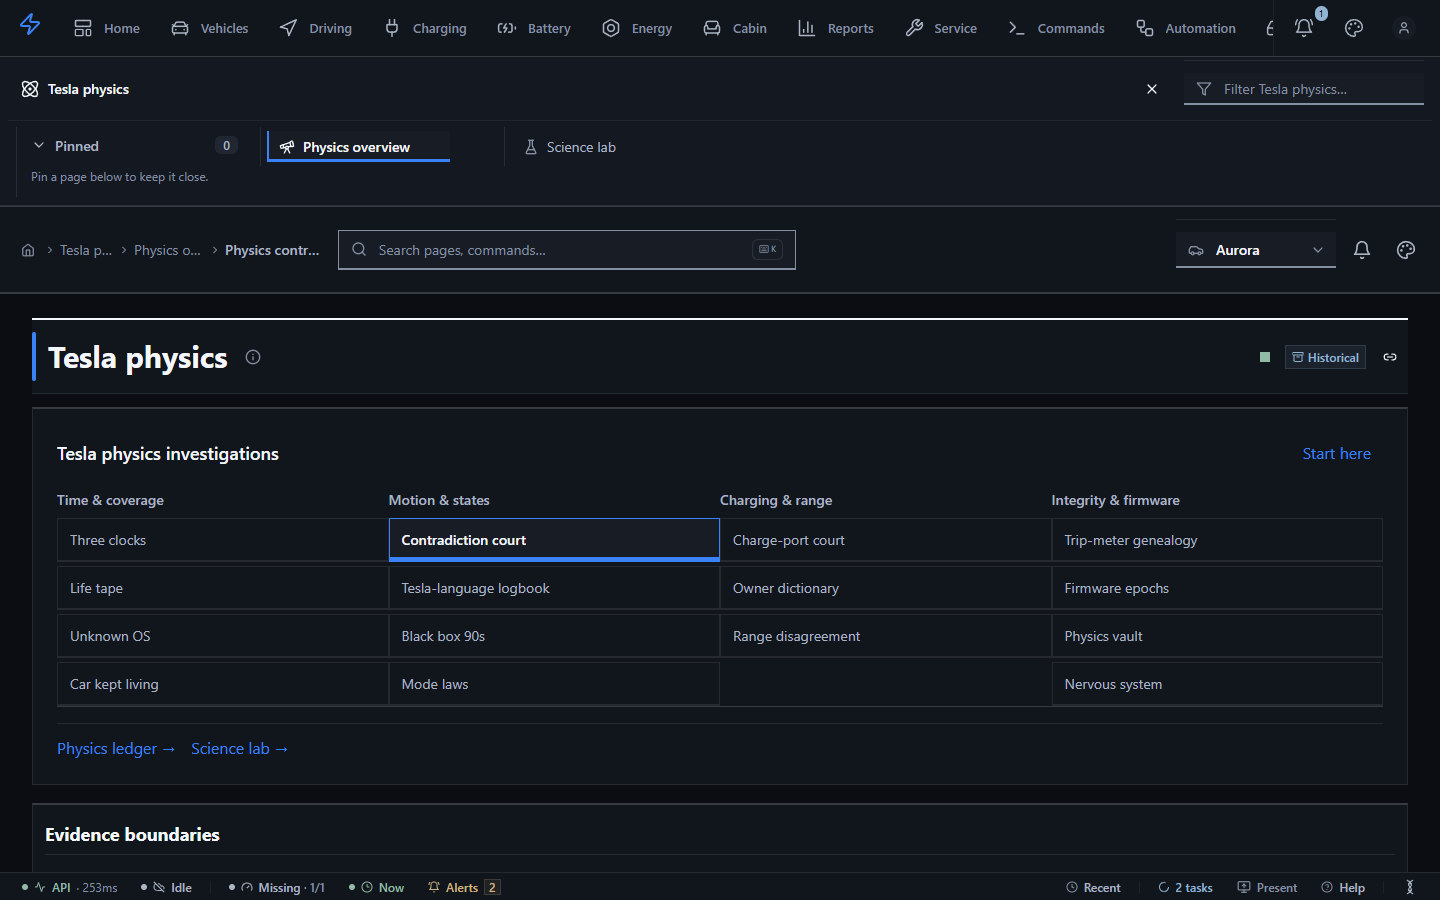 Home Vehicles Driving Charging Battery Energy Cabin Reports Service Commands Automation 1
Tesla physics Filter Tesla physics...
Pinned 0 Physics overview Science lab
Pin a page below to keep it close.
Tesla p... Physics o... Physics contr... Search pages, commands... K Aurora
Tesla physics Historical
Tesla physics investigations Start here
Time & coverage Motion & states Charging & range Integrity & firmware
Three clocks Contradiction court Charge-port court Trip-meter genealogy
Life tape Tesla-language logbook Owner dictionary Firmware epochs
Unknown OS Black box 90s Range disagreement Physics vault
Car kept living Mode laws Nervous system
Physics ledger → Science lab →
Evidence boundaries
API · 253ms Idle Missing · 1/1 Now Alerts 2 Recent 2 tasks Present Help